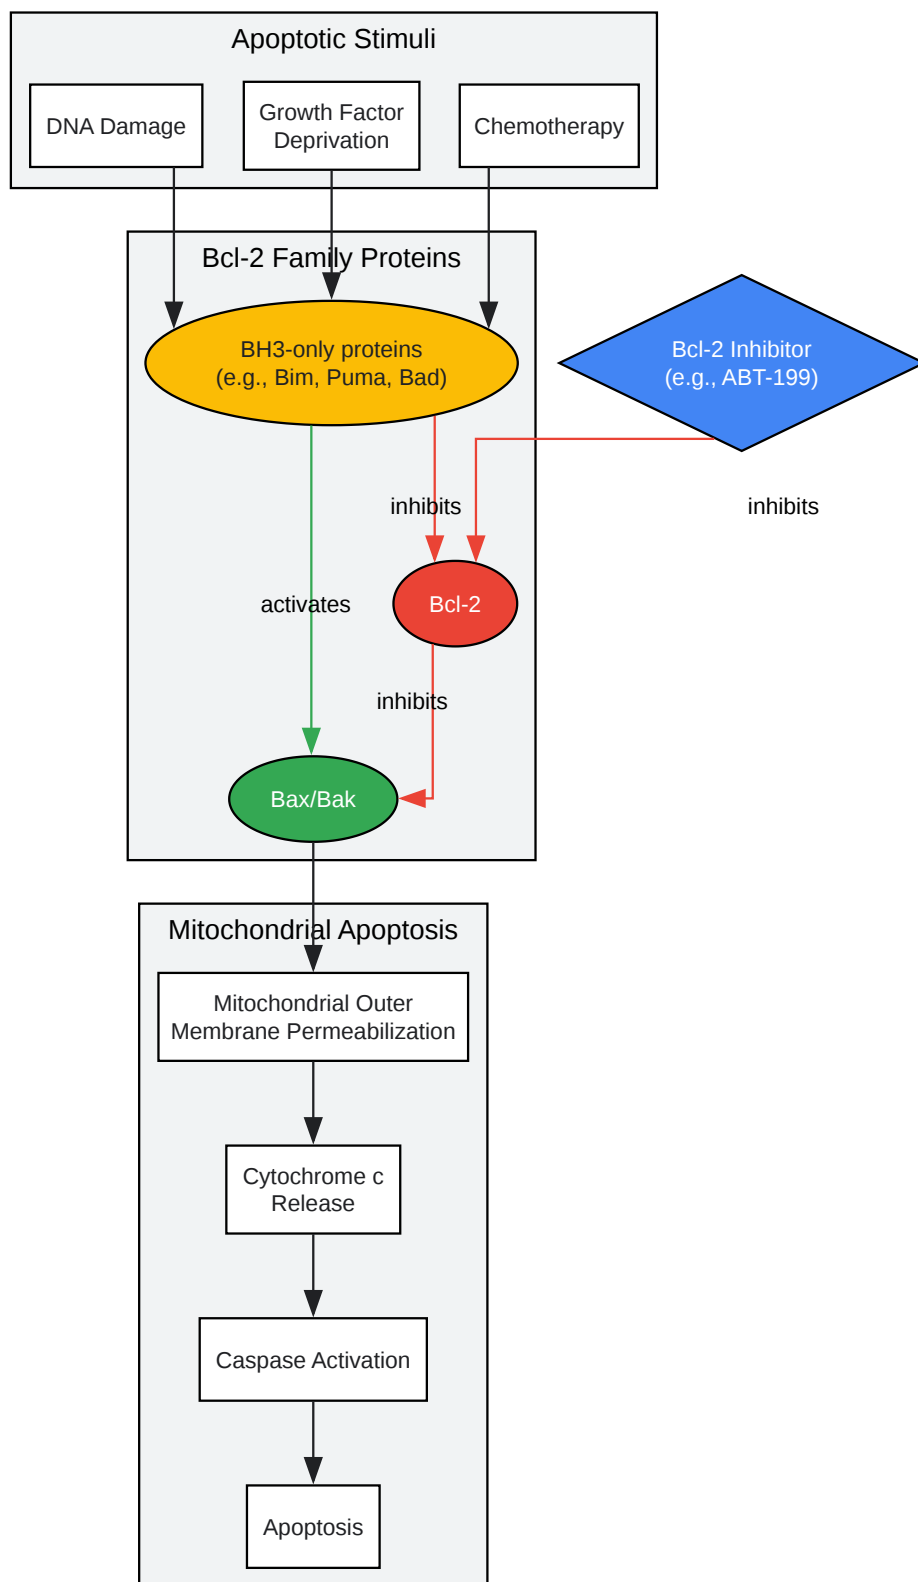 Apoptotic Stimuli
DNA Damage
Growth Factor
Deprivation
Chemotherapy
Bcl-2 Family Proteins
BH3-only proteins
(e.g., Bim, Puma, Bad)
Bcl-2 Inhibitor
(e.g., ABT-199)
inhibits
inhibits
activates
Bcl-2
inhibits
Bax/Bak
Mitochondrial Apoptosis
Mitochondrial Outer
Membrane Permeabilization
Cytochrome c
Release
Caspase Activation
Apoptosis